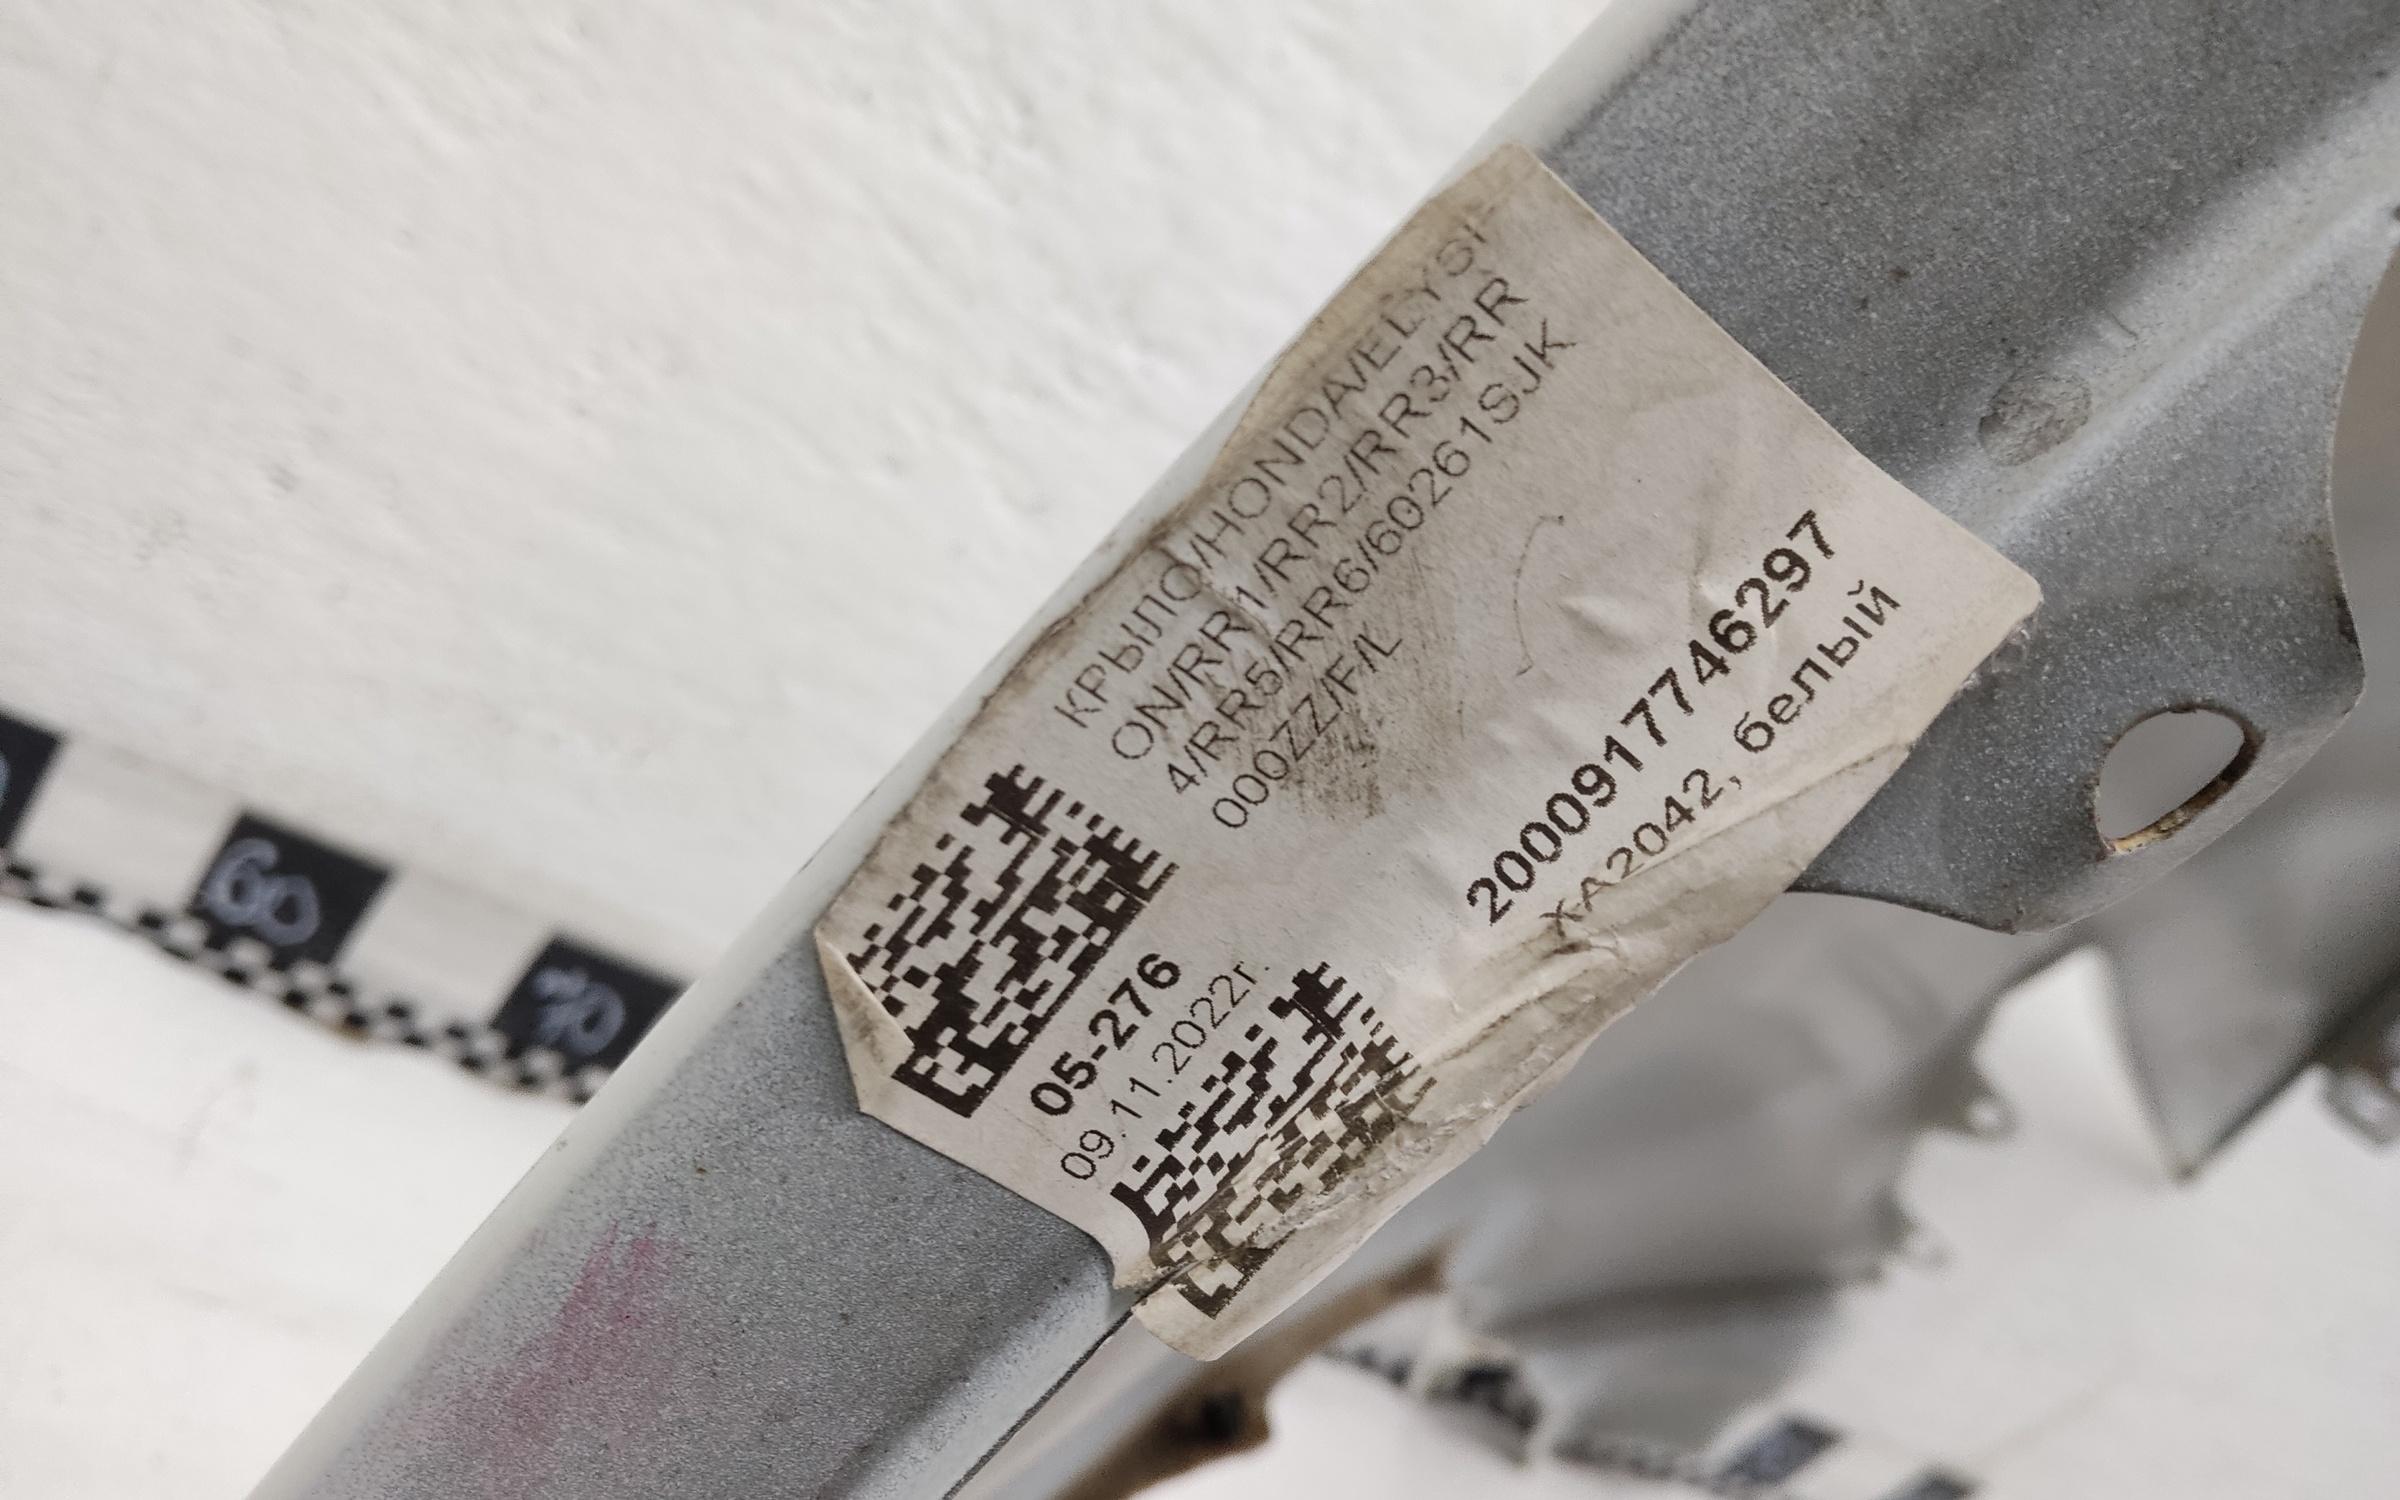 КРЫЛО/HONDA/ELYSI
ON/RR1/RR2/RR3/RR
4/RR5/RR6/60261SJK
000ZZ/F/L
2000917746297
XA2042, белый
05-276
09.11.2022г.
60
70